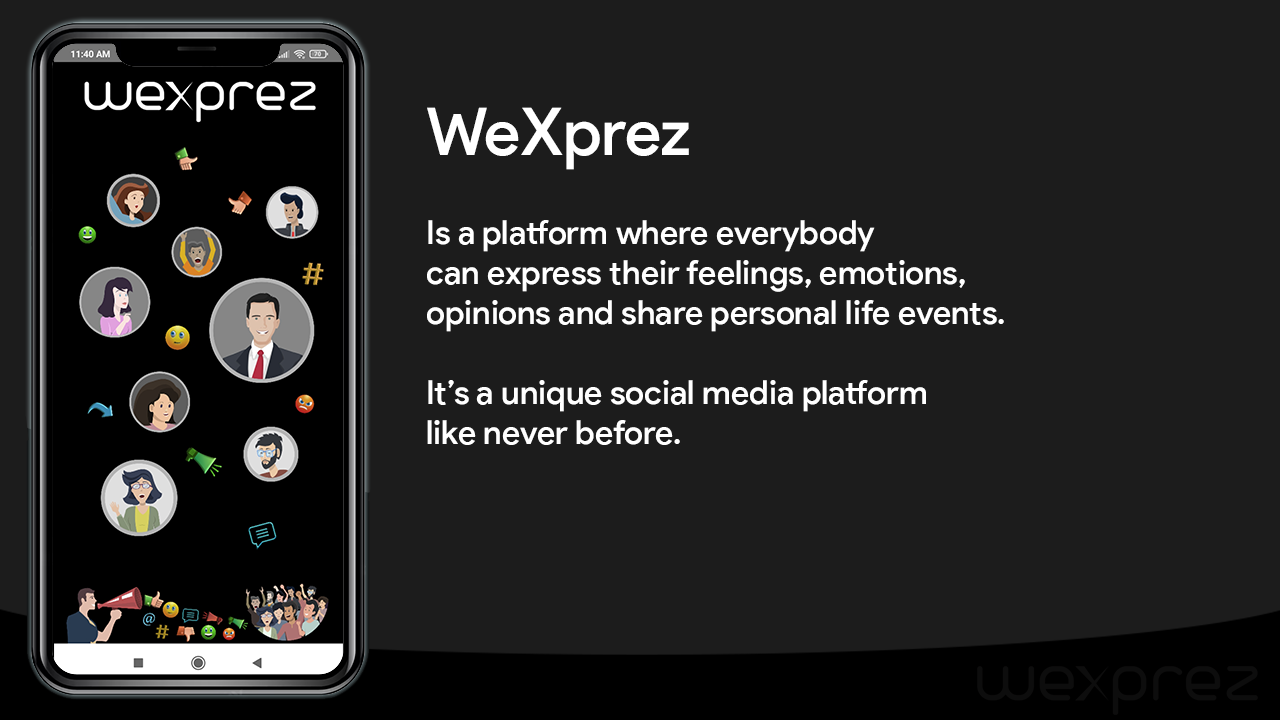 11:40 AM
70
wexprez
#
@
#
WeXprez
Is a platform where everybody
can express their feelings, emotions,
opinions and share personal life events.
It's a unique social media platform
like never before.
wexprez